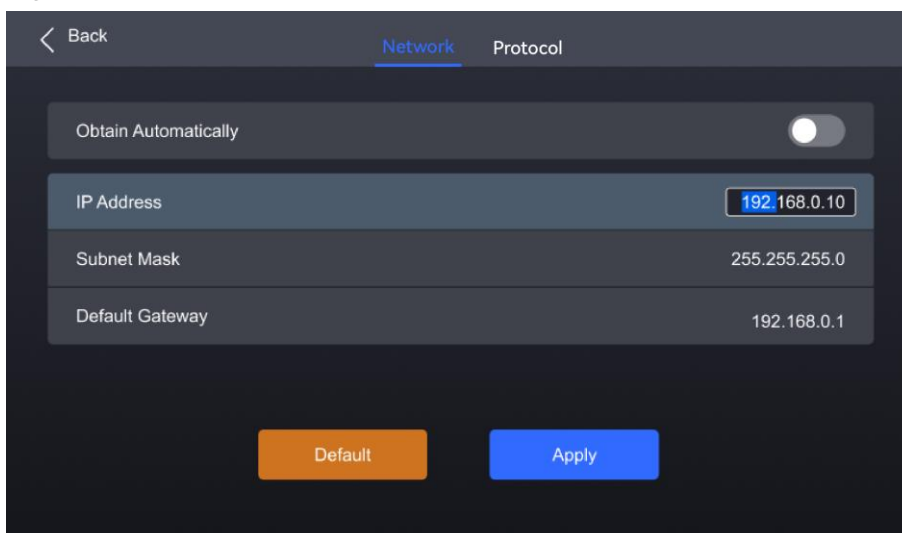 Back
Network Protocol
Obtain Automatically
IP Address 192.168.0.10
Subnet Mask 255.255.255.0
Default Gateway 192.168.0.1
Default Apply